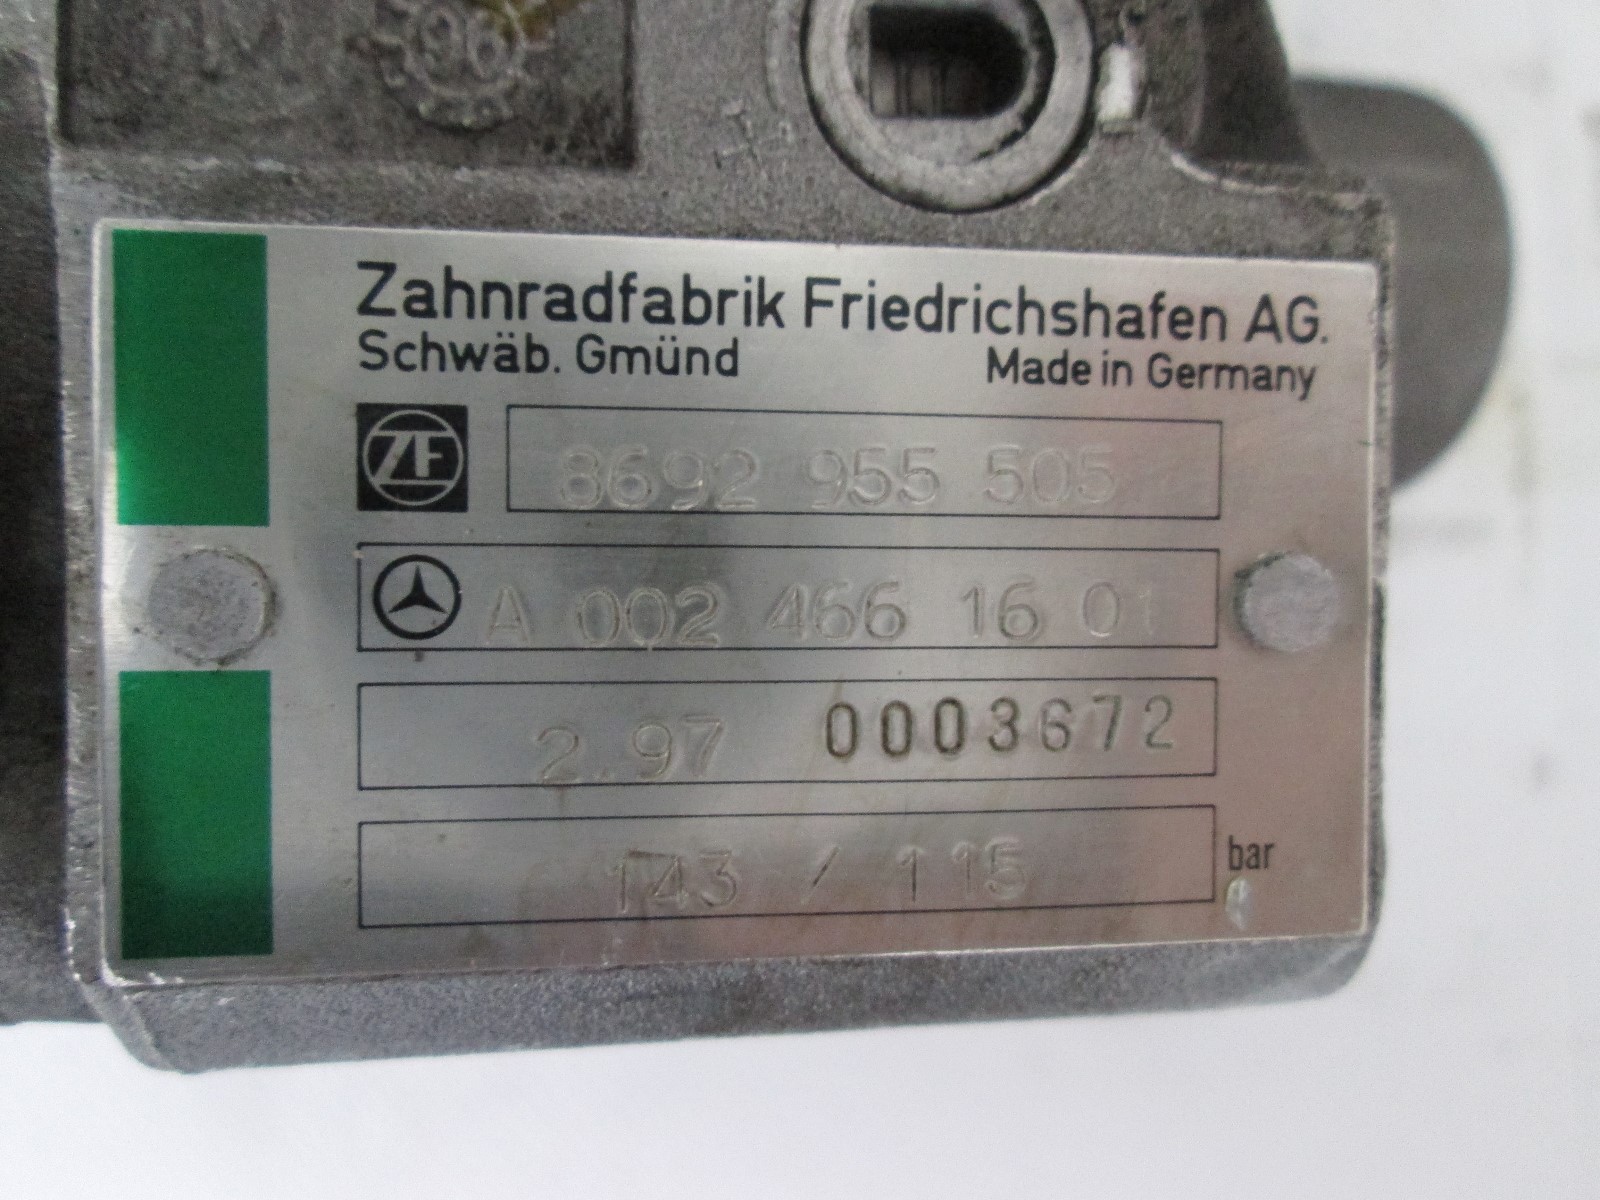 96
Zahnradfabrik Friedrichshafen AG.
Schwäb. Gmünd Made in Germany
ZF 8692 955 505
A 002 466 16 01
2.97 0003672
143 / 115 bar